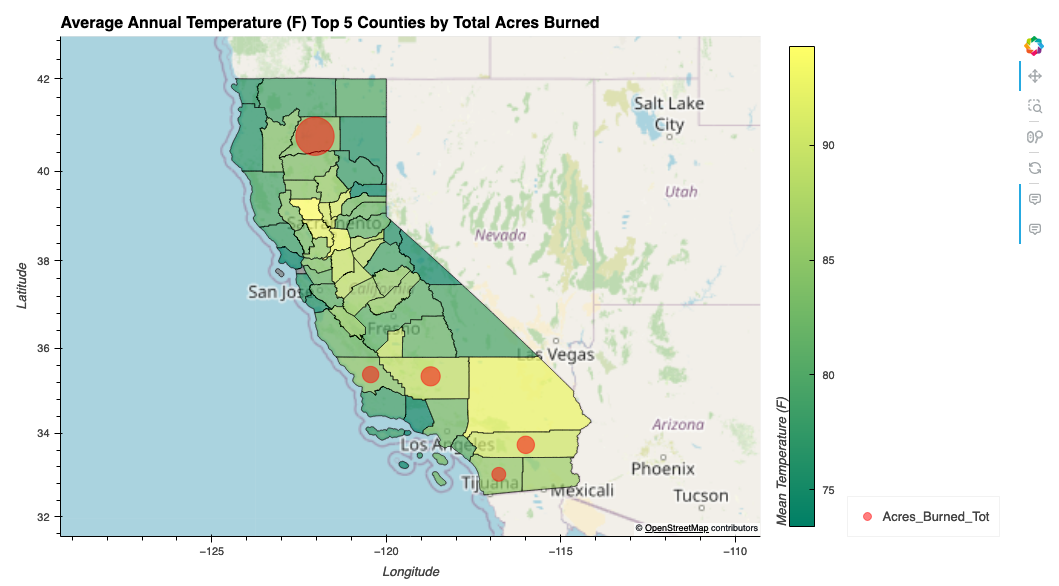 Average Annual Temperature (F) Top 5 Counties by Total Acres Burned
42
40
38
36
34
32
Latitude
−125
−120
−115
−110
Longitude
Salt Lake
City
Utah
Nevada
Sacramento
San Jos
California
Fresno
Las Vegas
Los Angeles
Arizona
Phoenix
Tijuana
Mexicali
Tucson
© OpenStreetMap contributors
90
85
80
75
Mean Temperature (F)
Acres_Burned_Tot